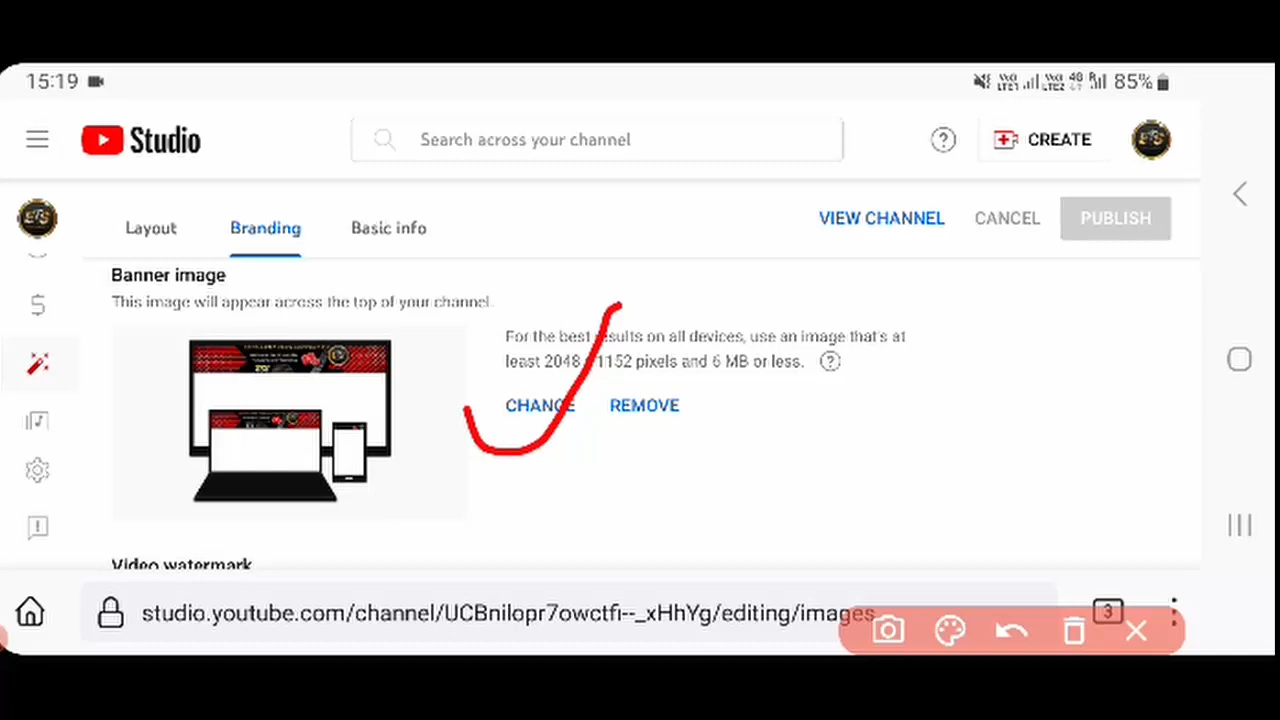 15:19
LTE1 LTE2 4G R 85%
Studio
Search across your channel
CREATE
Layout
Branding
Basic info
VIEW CHANNEL
CANCEL
PUBLISH
Banner image
This image will appear across the top of your channel.
For the best results on all devices, use an image that's at
least 2048 x 1152 pixels and 6 MB or less.
CHANGE
REMOVE
Video watermark
studio.youtube.com/channel/UCBnilopr7owctfi--_xHhYg/editing/images
3